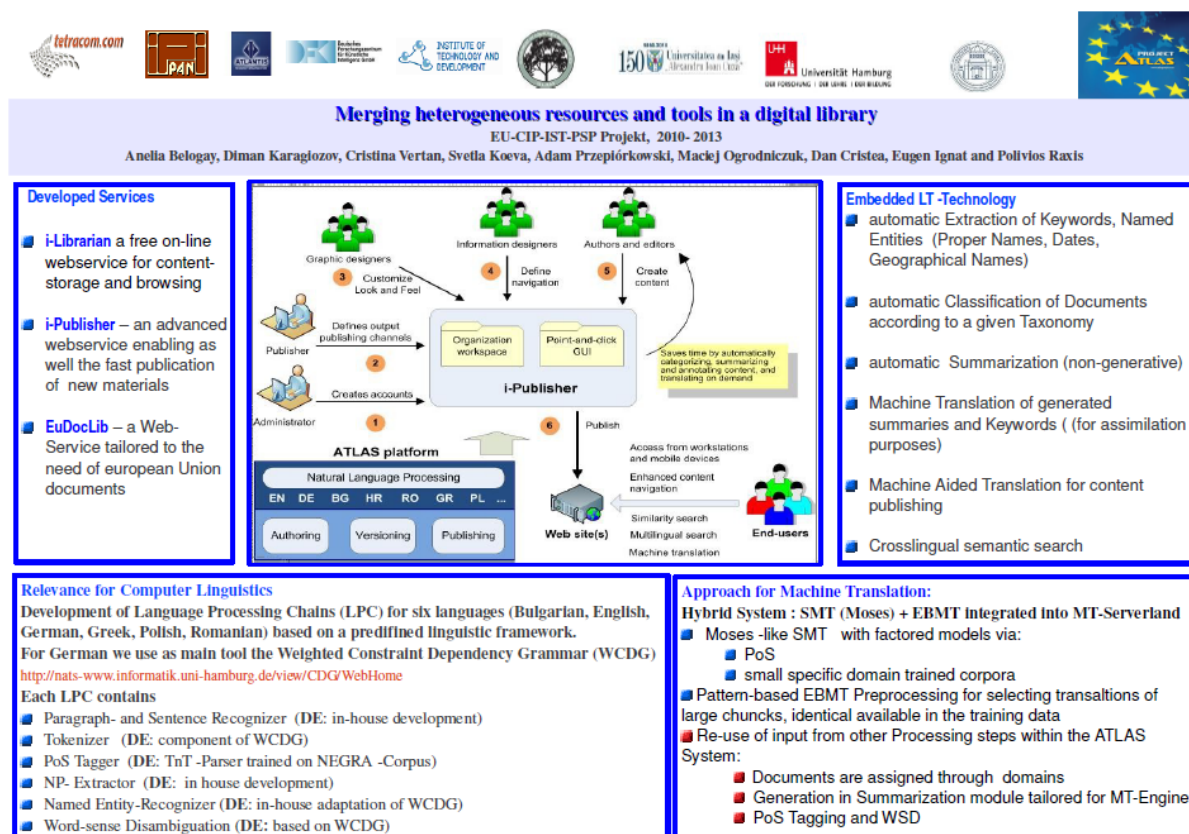 tetracom.com
IPI PAN
ATLANTIS
Deutsches
Forschungszentrum
für Künstliche
Intelligenz GmbH
INSTITUTE OF
TECHNOLOGY AND
DEVELOPMENT
150
Universitatea din Iaşi
"Alexandru Ioan Cuza"
UHH
Universität Hamburg
DER FORSCHUNG | DER LEHRE | DER BILDUNG
PROJECT
ATLAS
Merging heterogeneous resources and tools in a digital library
EU-CIP-IST-PSP Projekt, 2010- 2013
Anelia Belogay, Diman Karagiozov, Cristina Vertan, Svetla Koeva, Adam Przepiórkowski, Maciej Ogrodniczuk, Dan Cristea, Eugen Ignat and Polivios Raxis
Developed Services
i-Librarian a free on-line
webservice for content-
storage and browsing
i-Publisher – an advanced
webservice enabling as
well the fast publication
of new materials
EuDocLib – a Web-
Service tailored to the
need of european Union
documents
Graphic designers
Information designers
Authors and editors
3
Customize
Look and Feel
4
Define
navigation
5
Create
content
Publisher
Defines output
publishing channels
2
Administrator
Creates accounts
1
Organization
workspace
Point-and-click
GUI
i-Publisher
Saves time by automatically
categorizing, summarizing
and annotating content, and
translating on demand
6
Publish
ATLAS platform
Natural Language Processing
EN DE BG HR RO GR PL ...
Authoring
Versioning
Publishing
Web site(s)
Access from workstations
and mobile devices
Enhanced content
navigation
Similarity search
Multilingual search
Machine translation
End-users
Embedded LT -Technology
automatic Extraction of Keywords, Named
Entities (Proper Names, Dates,
Geographical Names)
automatic Classification of Documents
according to a given Taxonomy
automatic Summarization (non-generative)
Machine Translation of generated
summaries and Keywords ( (for assimilation
purposes)
Machine Aided Translation for content
publishing
Crosslingual semantic search
Relevance for Computer Linguistics
Development of Language Processing Chains (LPC) for six languages (Bulgarian, English,
German, Greek, Polish, Romanian) based on a predifined linguistic framework.
For German we use as main tool the Weighted Constraint Dependency Grammar (WCDG)
http://nats-www.informatik.uni-hamburg.de/view/CDG/WebHome
Each LPC contains
Paragraph- and Sentence Recognizer (DE: in-house development)
Tokenizer (DE: component of WCDG)
PoS Tagger (DE: TnT -Parser trained on NEGRA -Corpus)
NP- Extractor (DE: in house development)
Named Entity-Recognizer (DE: in-house adaptation of WCDG)
Word-sense Disambiguation (DE: based on WCDG)
Approach for Machine Translation:
Hybrid System : SMT (Moses) + EBMT integrated into MT-Serverland
Moses -like SMT with factored models via:
PoS
small specific domain trained corpora
Pattern-based EBMT Preprocessing for selecting transaltions of
large chuncks, identical available in the training data
Re-use of input from other Processing steps within the ATLAS
System:
Documents are assigned through domains
Generation in Summarization module tailored for MT-Engine
PoS Tagging and WSD